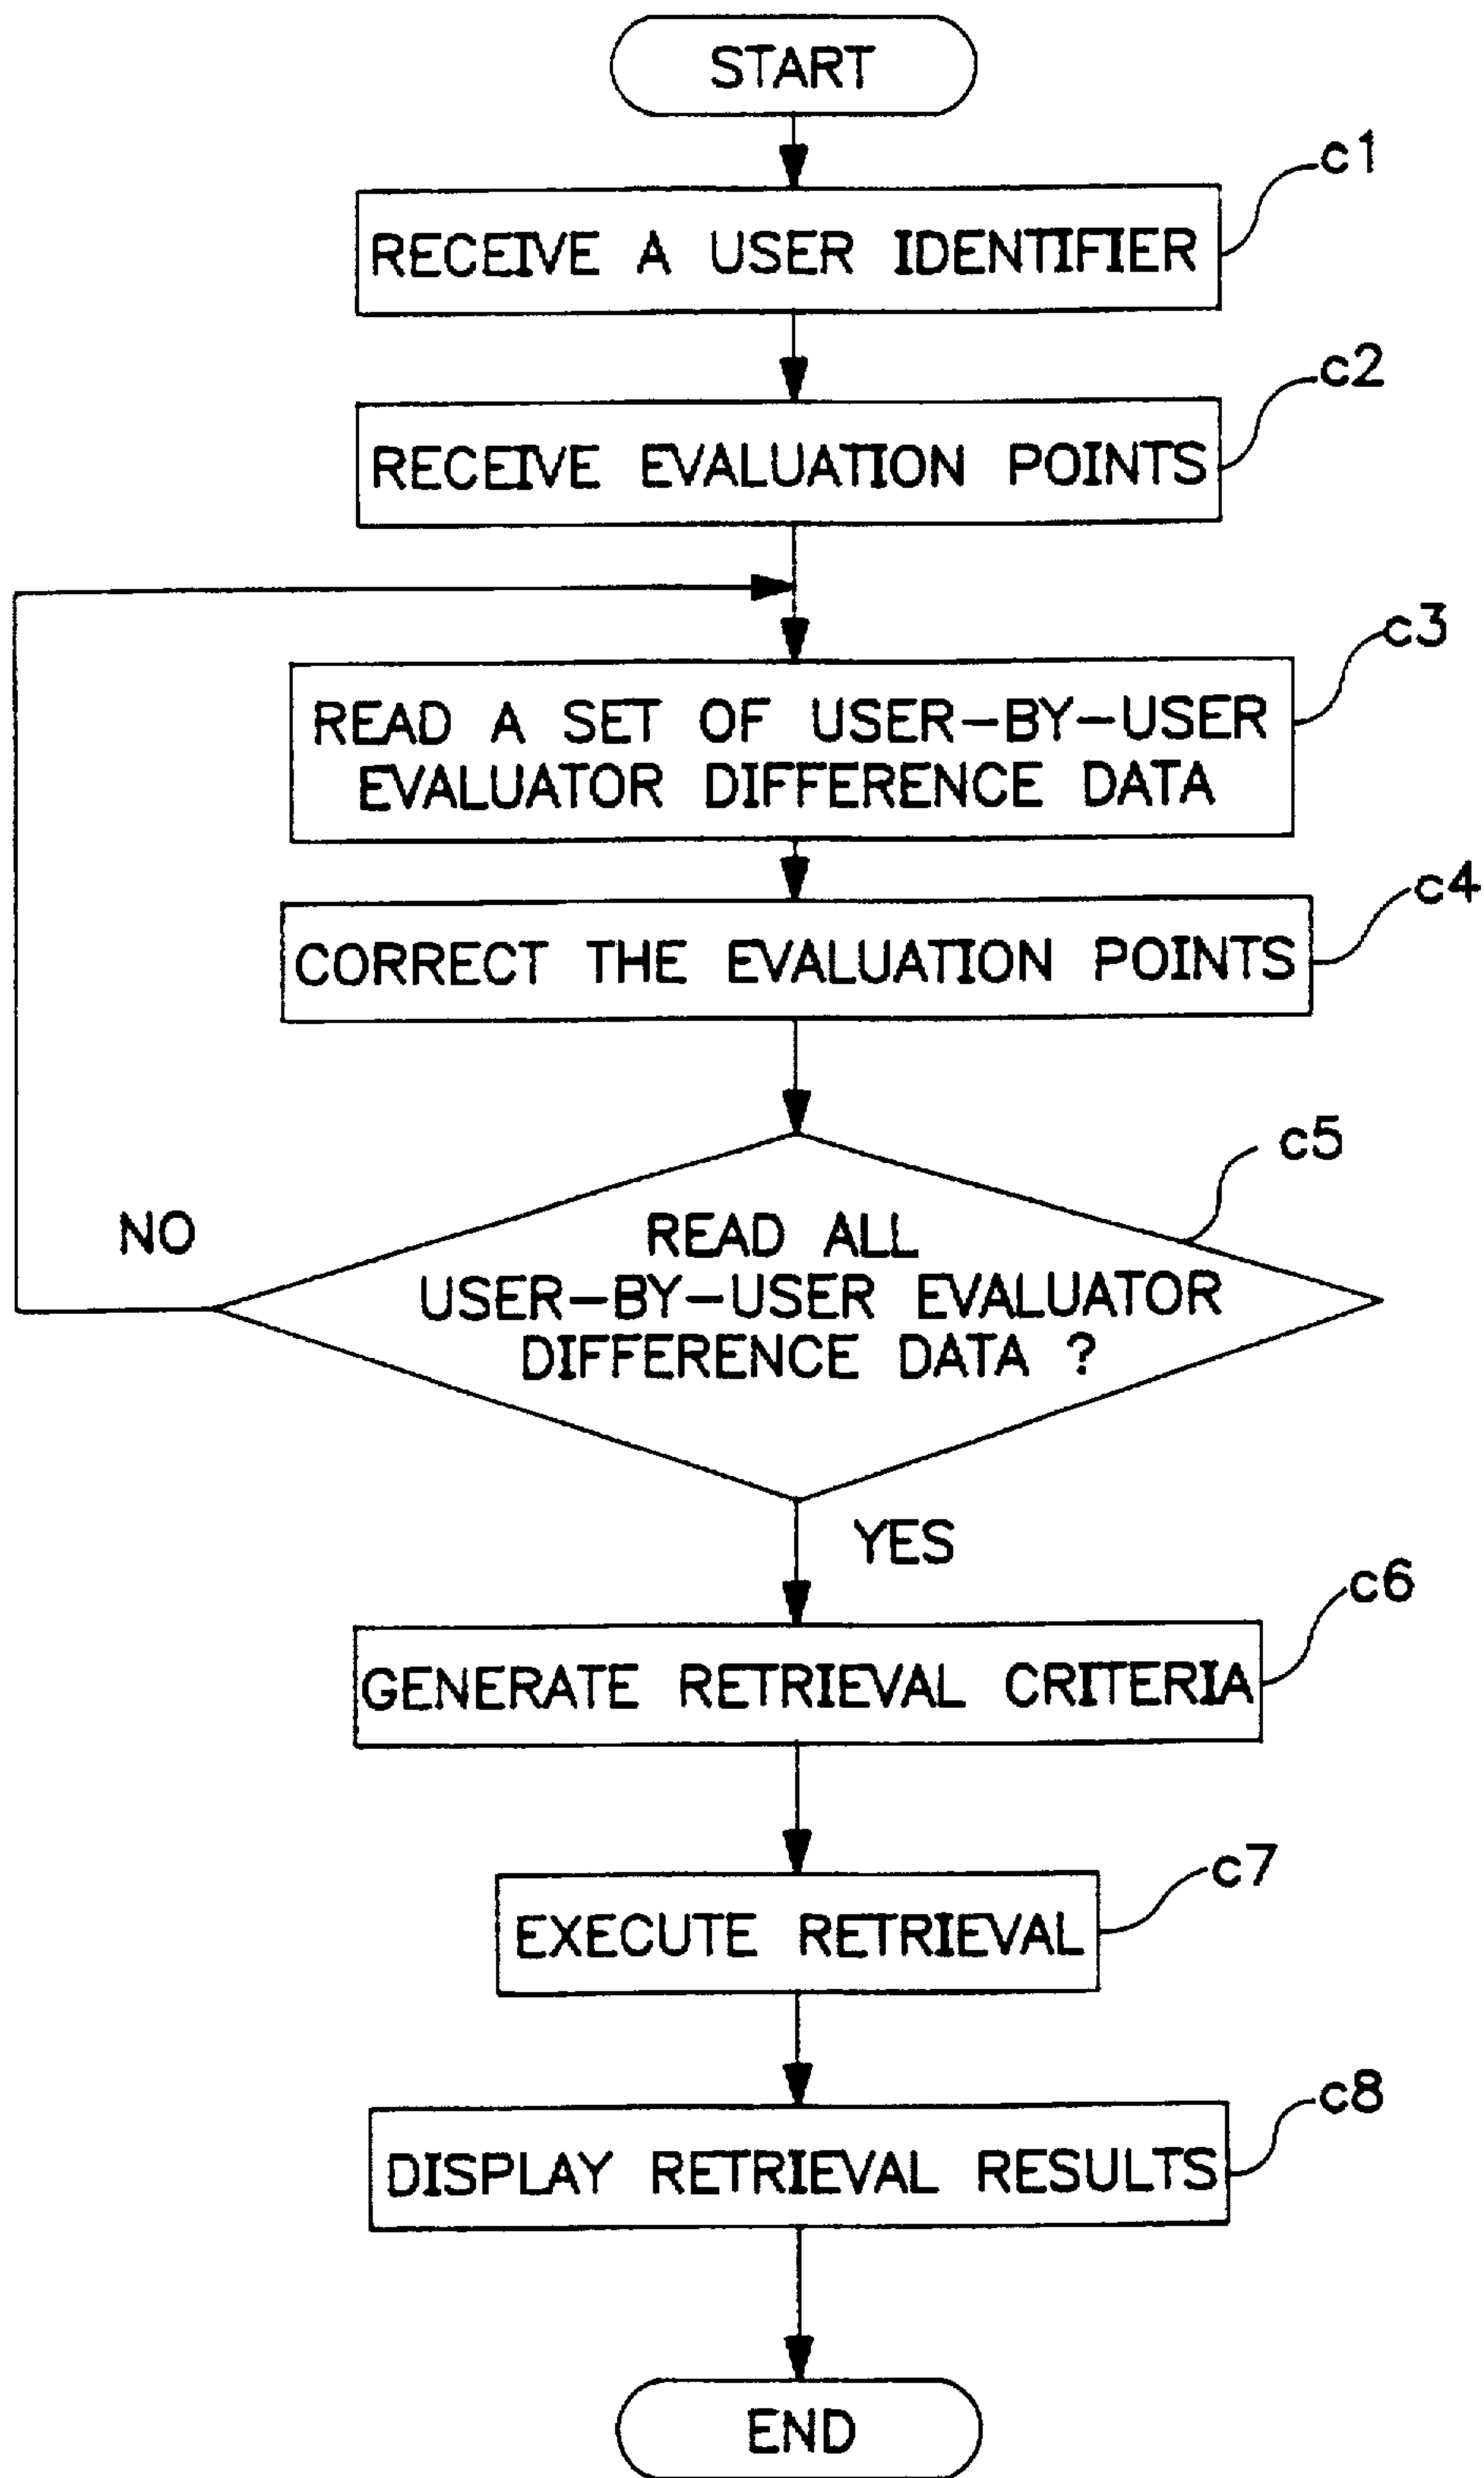 START
c1
RECEIVE A USER IDENTIFIER
c2
RECEIVE EVALUATION POINTS
c3
READ A SET OF USER-BY-USER
EVALUATOR DIFFERENCE DATA
c4
CORRECT THE EVALUATION POINTS
c5
NO
READ ALL
USER-BY-USER EVALUATOR
DIFFERENCE DATA ?
YES
c6
GENERATE RETRIEVAL CRITERIA
c7
EXECUTE RETRIEVAL
c8
DISPLAY RETRIEVAL RESULTS
END